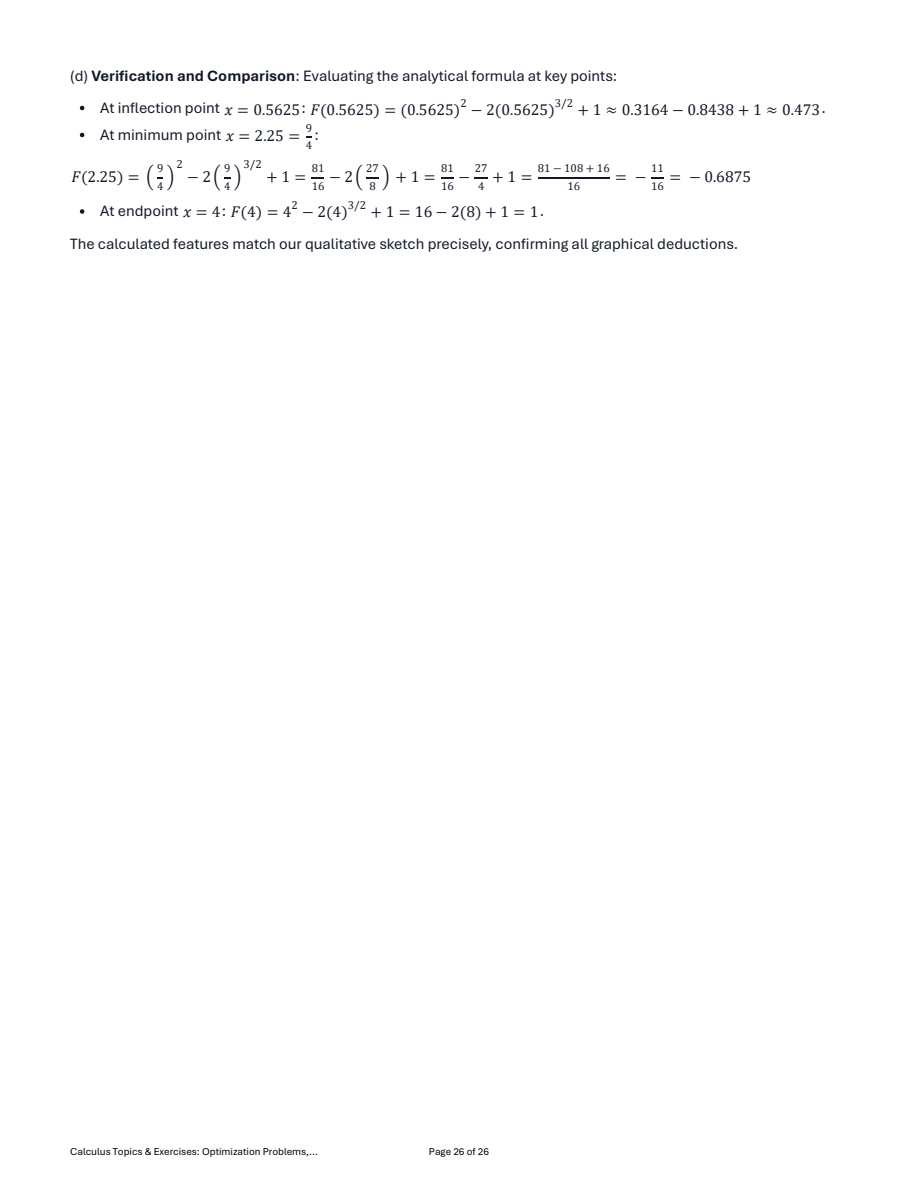 (d) Verification and Comparison: Evaluating the analytical formula at key points:
• At inflection point x = 0.5625: F(0.5625) = (0.5625)² − 2(0.5625)^{3/2} + 1 ≈ 0.3164 − 0.8438 + 1 ≈ 0.473.
• At minimum point x = 2.25 = 9/4:
F(2.25) = (9/4)² − 2(9/4)^{3/2} + 1 = 81/16 − 2(27/8) + 1 = 81/16 − 27/4 + 1 = (81 − 108 + 16)/16 = − 11/16 = − 0.6875
• At endpoint x = 4: F(4) = 4² − 2(4)^{3/2} + 1 = 16 − 2(8) + 1 = 1.
The calculated features match our qualitative sketch precisely, confirming all graphical deductions.
Calculus Topics & Exercises: Optimization Problems,... Page 26 of 26